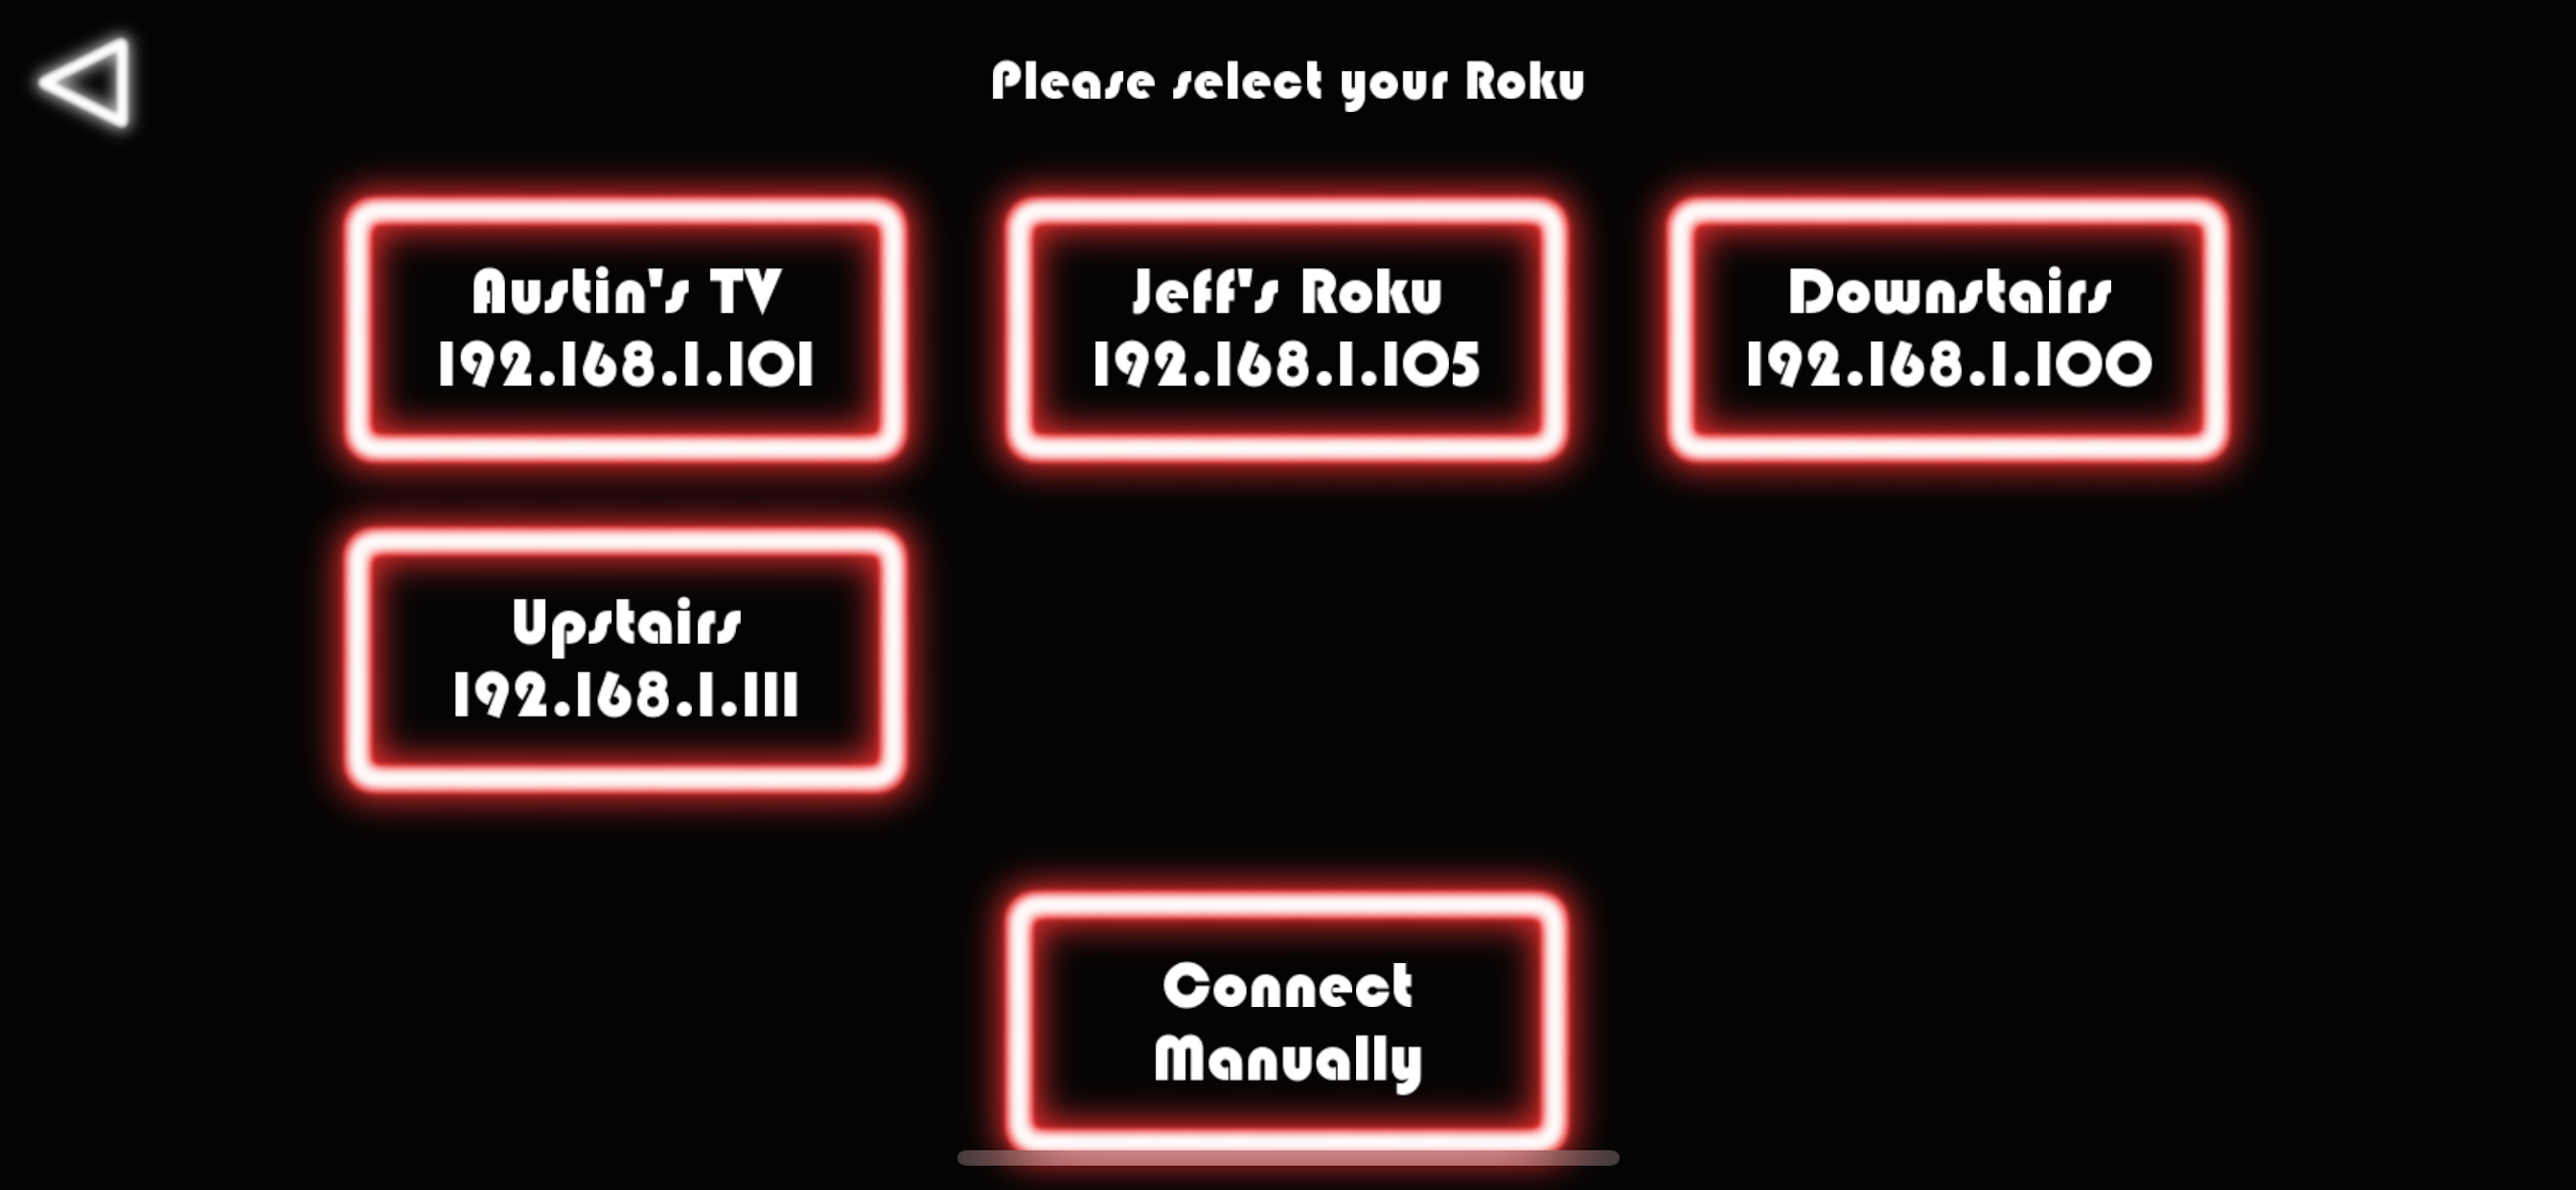 Please select your Roku
Austin's TV
192.168.1.101
Jeff's Roku
192.168.1.105
Downstairs
192.168.1.100
Upstairs
192.168.1.111
Connect
Manually